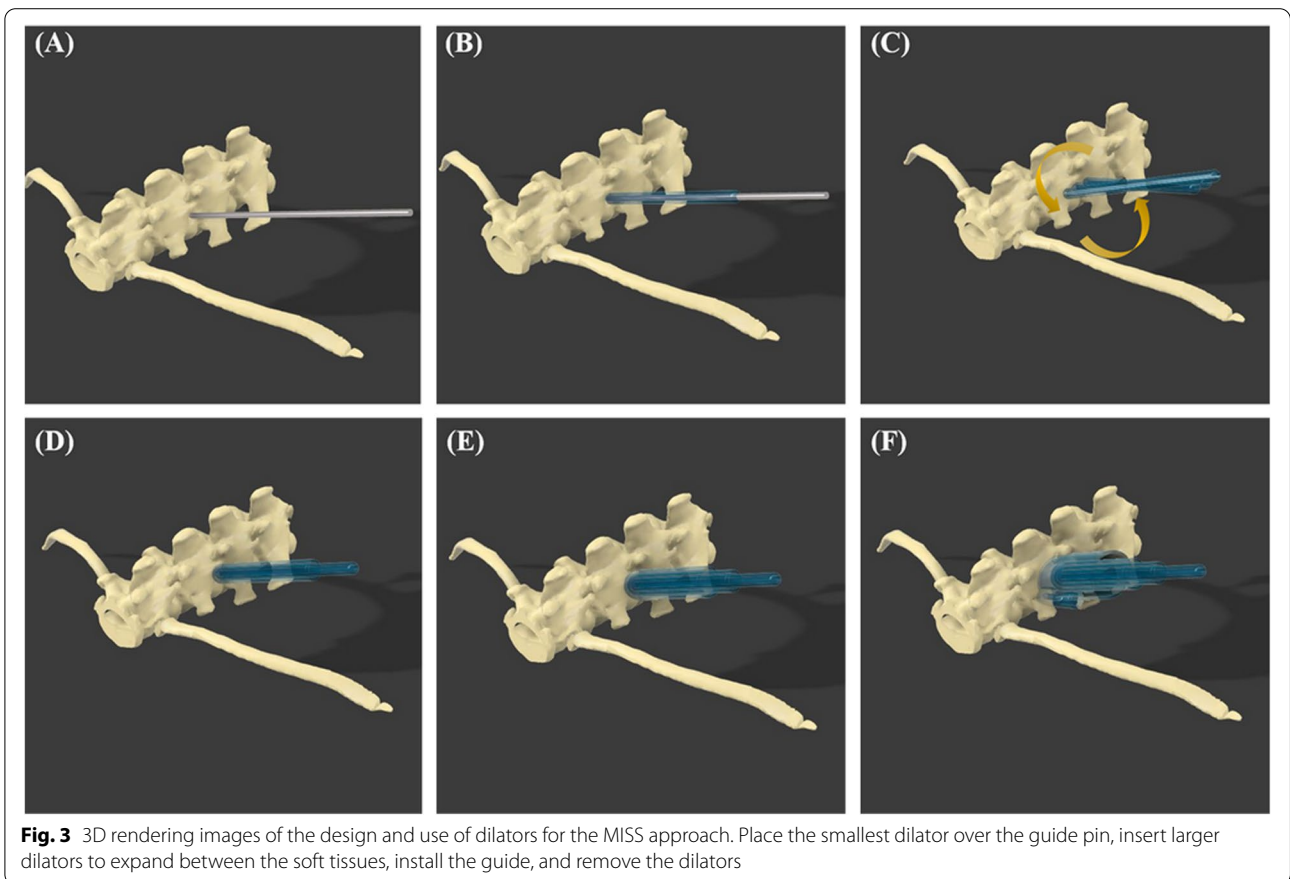 (A)
(B)
(C)
(D)
(E)
(F)
Fig. 3 3D rendering images of the design and use of dilators for the MISS approach. Place the smallest dilator over the guide pin, insert larger
dilators to expand between the soft tissues, install the guide, and remove the dilators